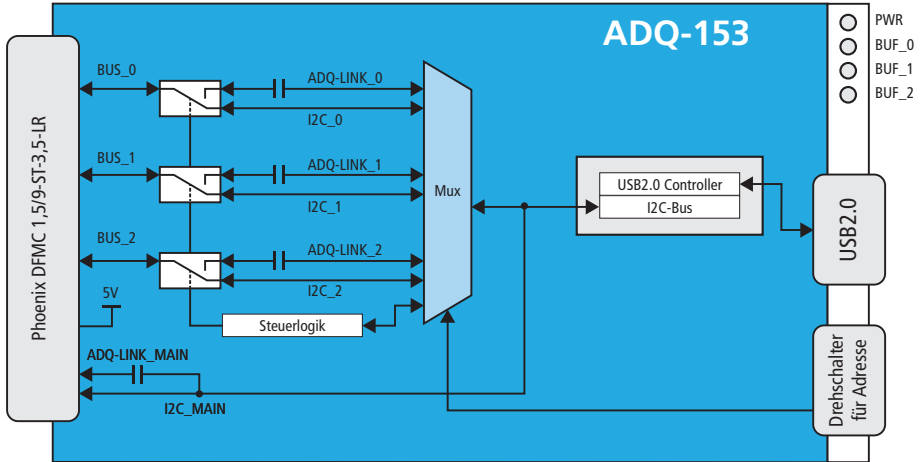 ADQ-153
PWR
BUF_0
BUF_1
BUF_2
Phoenix DFMC 1,5/9-ST-3,5-LR
BUS_0
ADQ-LINK_0
I2C_0
BUS_1
ADQ-LINK_1
I2C_1
BUS_2
ADQ-LINK_2
I2C_2
Mux
USB2.0 Controller
I2C-Bus
USB2.0
5V
Steuerlogik
ADQ-LINK_MAIN
I2C_MAIN
Drehschalter
für Adresse